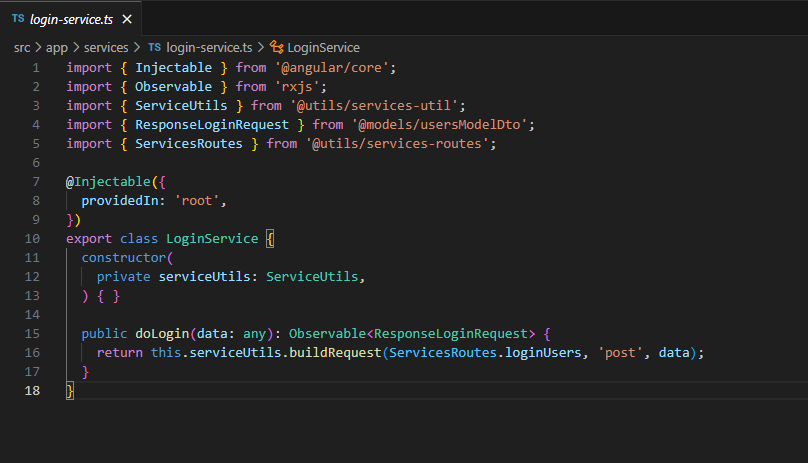 TS login-service.ts ×
src > app > services > TS login-service.ts > LoginService
1 import { Injectable } from '@angular/core';
2 import { Observable } from 'rxjs';
3 import { ServiceUtils } from '@utils/services-util';
4 import { ResponseLoginRequest } from '@models/usersModelDto';
5 import { ServicesRoutes } from '@utils/services-routes';
6
7 @Injectable({
8   providedIn: 'root',
9 })
10 export class LoginService {
11   constructor(
12     private serviceUtils: ServiceUtils,
13   ) { }
14
15   public doLogin(data: any): Observable<ResponseLoginRequest> {
16     return this.serviceUtils.buildRequest(ServicesRoutes.loginUsers, 'post', data);
17   }
18 }